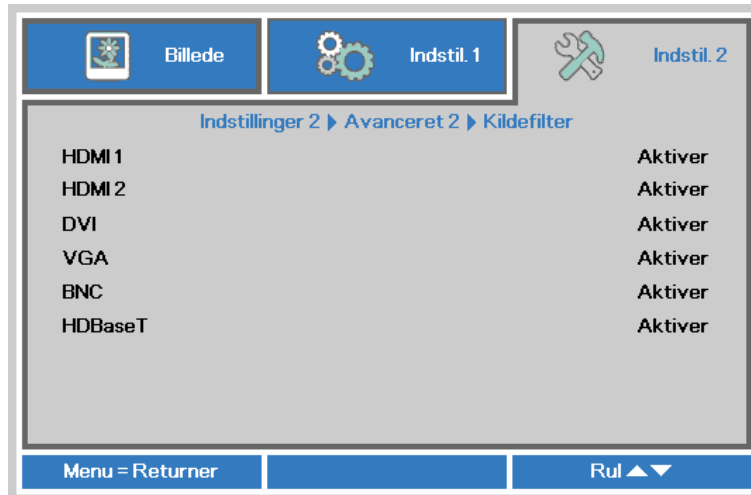 Billede Indstil. 1 Indstil. 2
Indstillinger 2 ▶ Avanceret 2 ▶ Kildefilter
HDMI 1 Aktiver
HDMI 2 Aktiver
DVI Aktiver
VGA Aktiver
BNC Aktiver
HDBaseT Aktiver
Menu = Returner Rul ▲▼